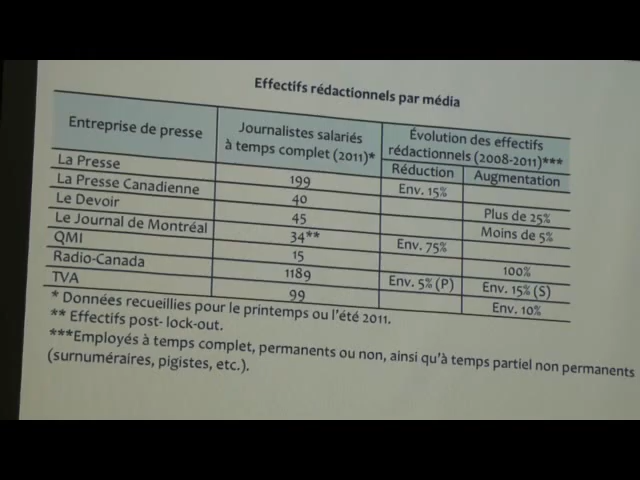 Effectifs rédactionnels par média
Entreprise de presse
Journalistes salariés
à temps complet (2011)*
Évolution des effectifs
rédactionnels (2008-2011)***
Réduction Augmentation
La Presse 199 Env. 15%
La Presse Canadienne 40 Plus de 25%
Le Devoir 45 Moins de 5%
Le Journal de Montréal 34** Env. 75%
QMI 15 100%
Radio-Canada 1189 Env. 5% (P) Env. 15% (S)
TVA 99 Env. 10%
* Données recueillies pour le printemps ou l'été 2011.
** Effectifs post- lock-out.
***Employés à temps complet, permanents ou non, ainsi qu'à temps partiel non permanents
(surnuméraires, pigistes, etc.).